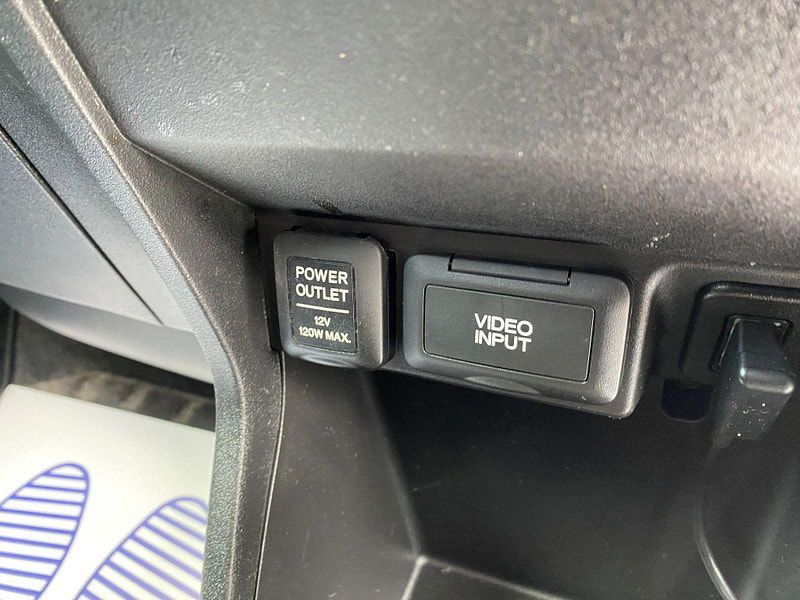 POWER
OUTLET
12V
120W MAX.
VIDEO
INPUT